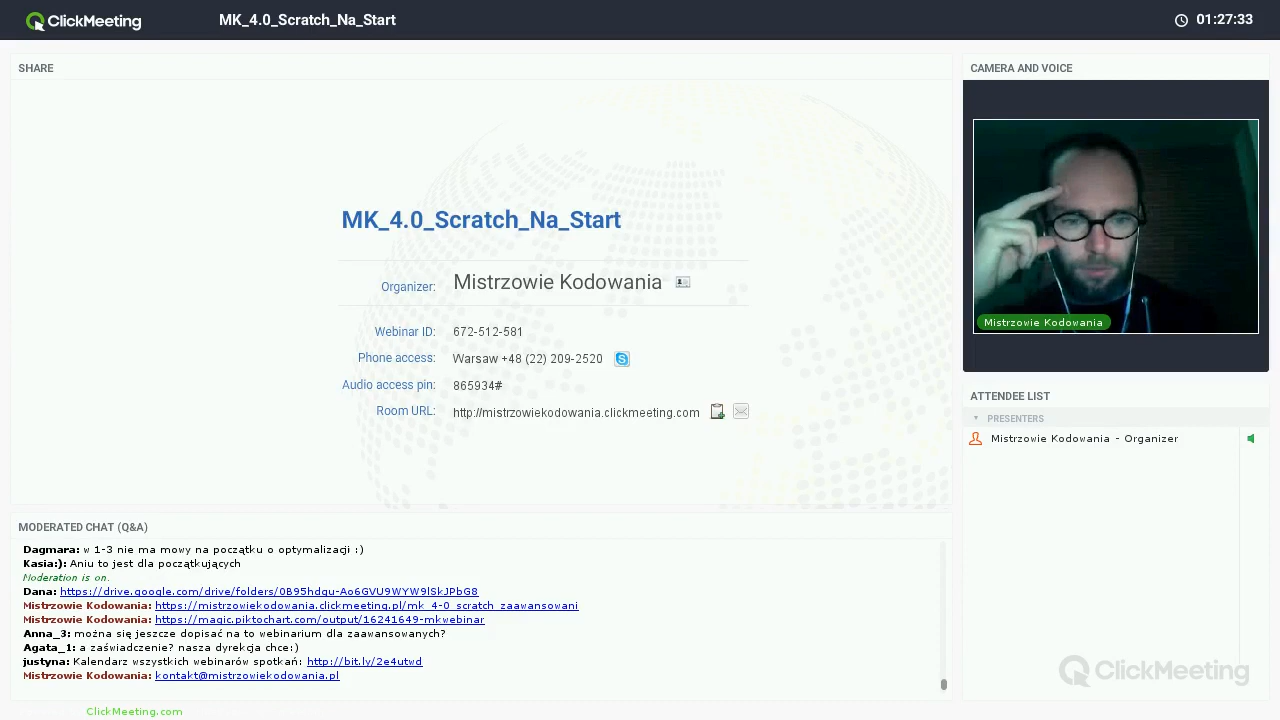 ClickMeeting
MK_4.0_Scratch_Na_Start
01:27:33
SHARE
MK_4.0_Scratch_Na_Start
Organizer: Mistrzowie Kodowania
Webinar ID: 672-512-581
Phone access: Warsaw +48 (22) 209-2520
Audio access pin: 865934#
Room URL: http://mistrzowiekodowania.clickmeeting.com
CAMERA AND VOICE
Mistrzowie Kodowania
ATTENDEE LIST
PRESENTERS
Mistrzowie Kodowania - Organizer
MODERATED CHAT (Q&A)
Dagmara: w 1-3 nie ma mowy na początku o optymalizacji :)
Kasia:): Aniu to jest dla początkujących
Moderation is on.
Dana: https://drive.google.com/drive/folders/0B95hdqu-Ao6GVU9WYW9lSkJPbG8
Mistrzowie Kodowania: https://mistrzowiekodowania.clickmeeting.pl/mk_4-0_scratch_zaawansowani
Mistrzowie Kodowania: https://magic.piktochart.com/output/16241649-mkwebinar
Anna_3: można się jeszcze dopisać na to webinarium dla zaawansowanych?
Agata_1: a zaświadczenie? nasza dyrekcja chce:)
justyna: Kalendarz wszystkich webinarów spotkań: http://bit.ly/2e4utwd
Mistrzowie Kodowania: kontakt@mistrzowiekodowania.pl
ClickMeeting
ClickMeeting.com